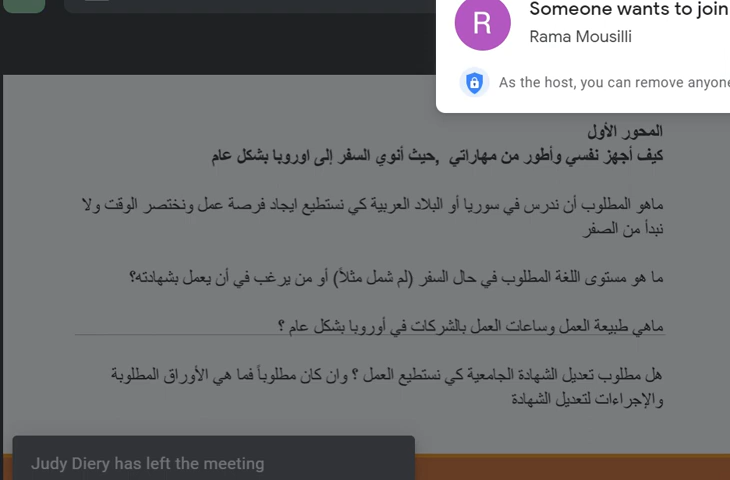 Someone wants to join
R
Rama Mousilli
As the host, you can remove anyone
المحور الأول
كيف أجهز نفسي وأطور من مهاراتي ,حيث أنوي السفر إلى اوروبا بشكل عام
ماهو المطلوب أن ندرس في سوريا أو البلاد العربية كي نستطيع ايجاد فرصة عمل ونختصر الوقت ولا
نبدأ من الصفر
ما هو مستوى اللغة المطلوب في حال السفر (لم شمل مثلاً) أو من يرغب في أن يعمل بشهادته؟
ماهي طبيعة العمل وساعات العمل بالشركات في أوروبا بشكل عام ؟
هل مطلوب تعديل الشهادة الجامعية كي نستطيع العمل ؟ وان كان مطلوباً فما هي الأوراق المطلوبة
والإجراءات لتعديل الشهادة
Judy Diery has left the meeting